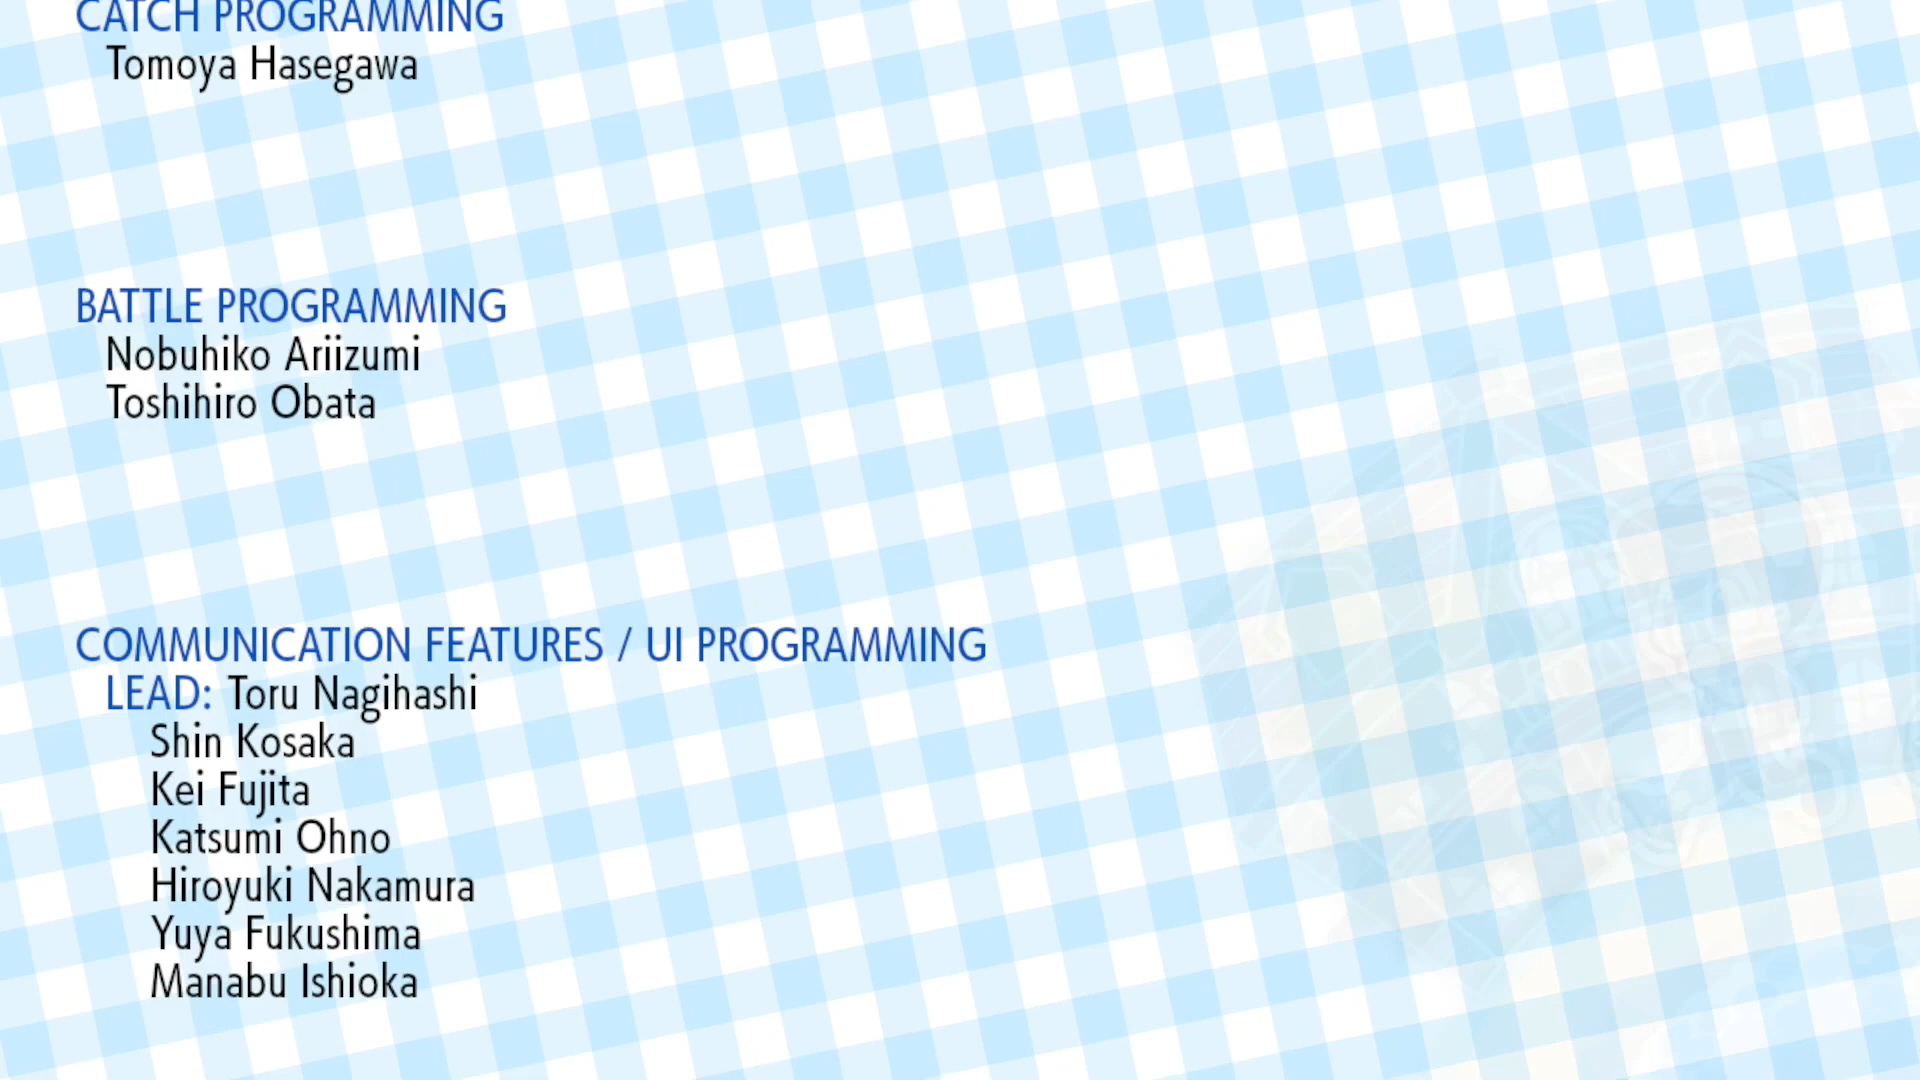 CATCH PROGRAMMING
Tomoya Hasegawa
BATTLE PROGRAMMING
Nobuhiko Ariizumi
Toshihiro Obata
COMMUNICATION FEATURES / UI PROGRAMMING
LEAD: Toru Nagihashi
Shin Kosaka
Kei Fujita
Katsumi Ohno
Hiroyuki Nakamura
Yuya Fukushima
Manabu Ishioka